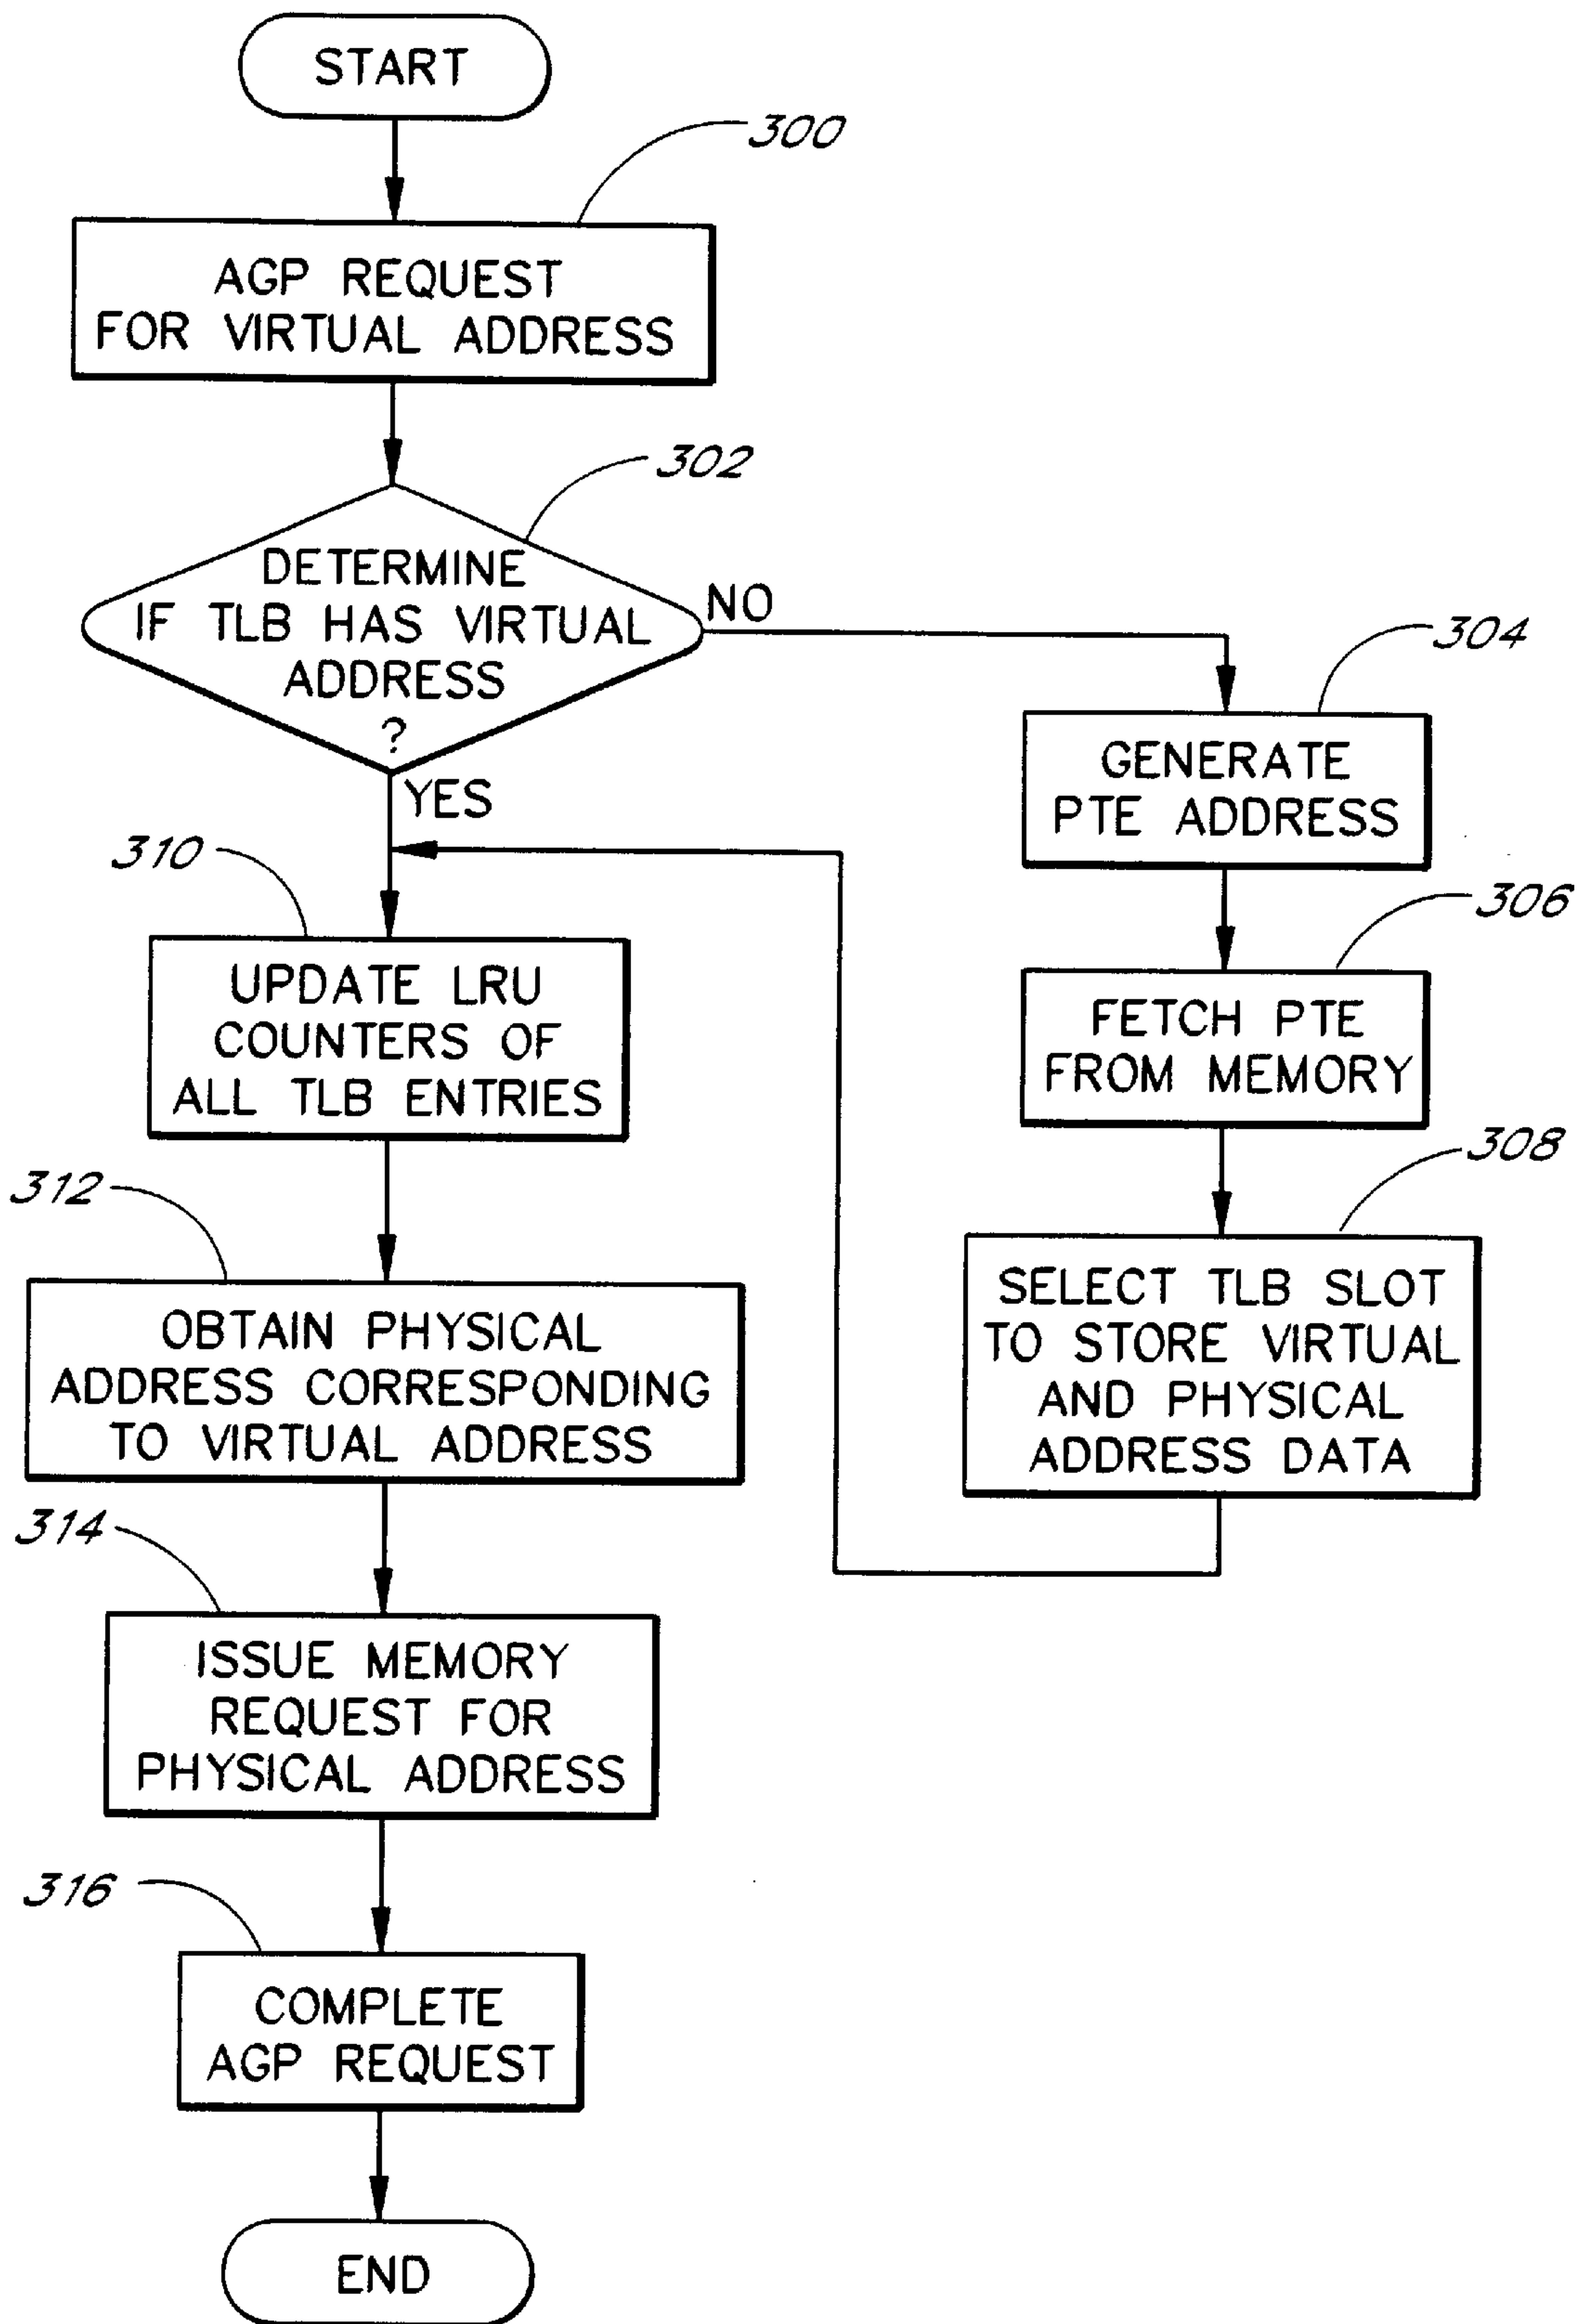 START
300
AGP REQUEST
FOR VIRTUAL ADDRESS
302
DETERMINE
IF TLB HAS VIRTUAL
ADDRESS
?
NO
YES
304
GENERATE
PTE ADDRESS
306
FETCH PTE
FROM MEMORY
308
SELECT TLB SLOT
TO STORE VIRTUAL
AND PHYSICAL
ADDRESS DATA
310
UPDATE LRU
COUNTERS OF
ALL TLB ENTRIES
312
OBTAIN PHYSICAL
ADDRESS CORRESPONDING
TO VIRTUAL ADDRESS
314
ISSUE MEMORY
REQUEST FOR
PHYSICAL ADDRESS
316
COMPLETE
AGP REQUEST
END